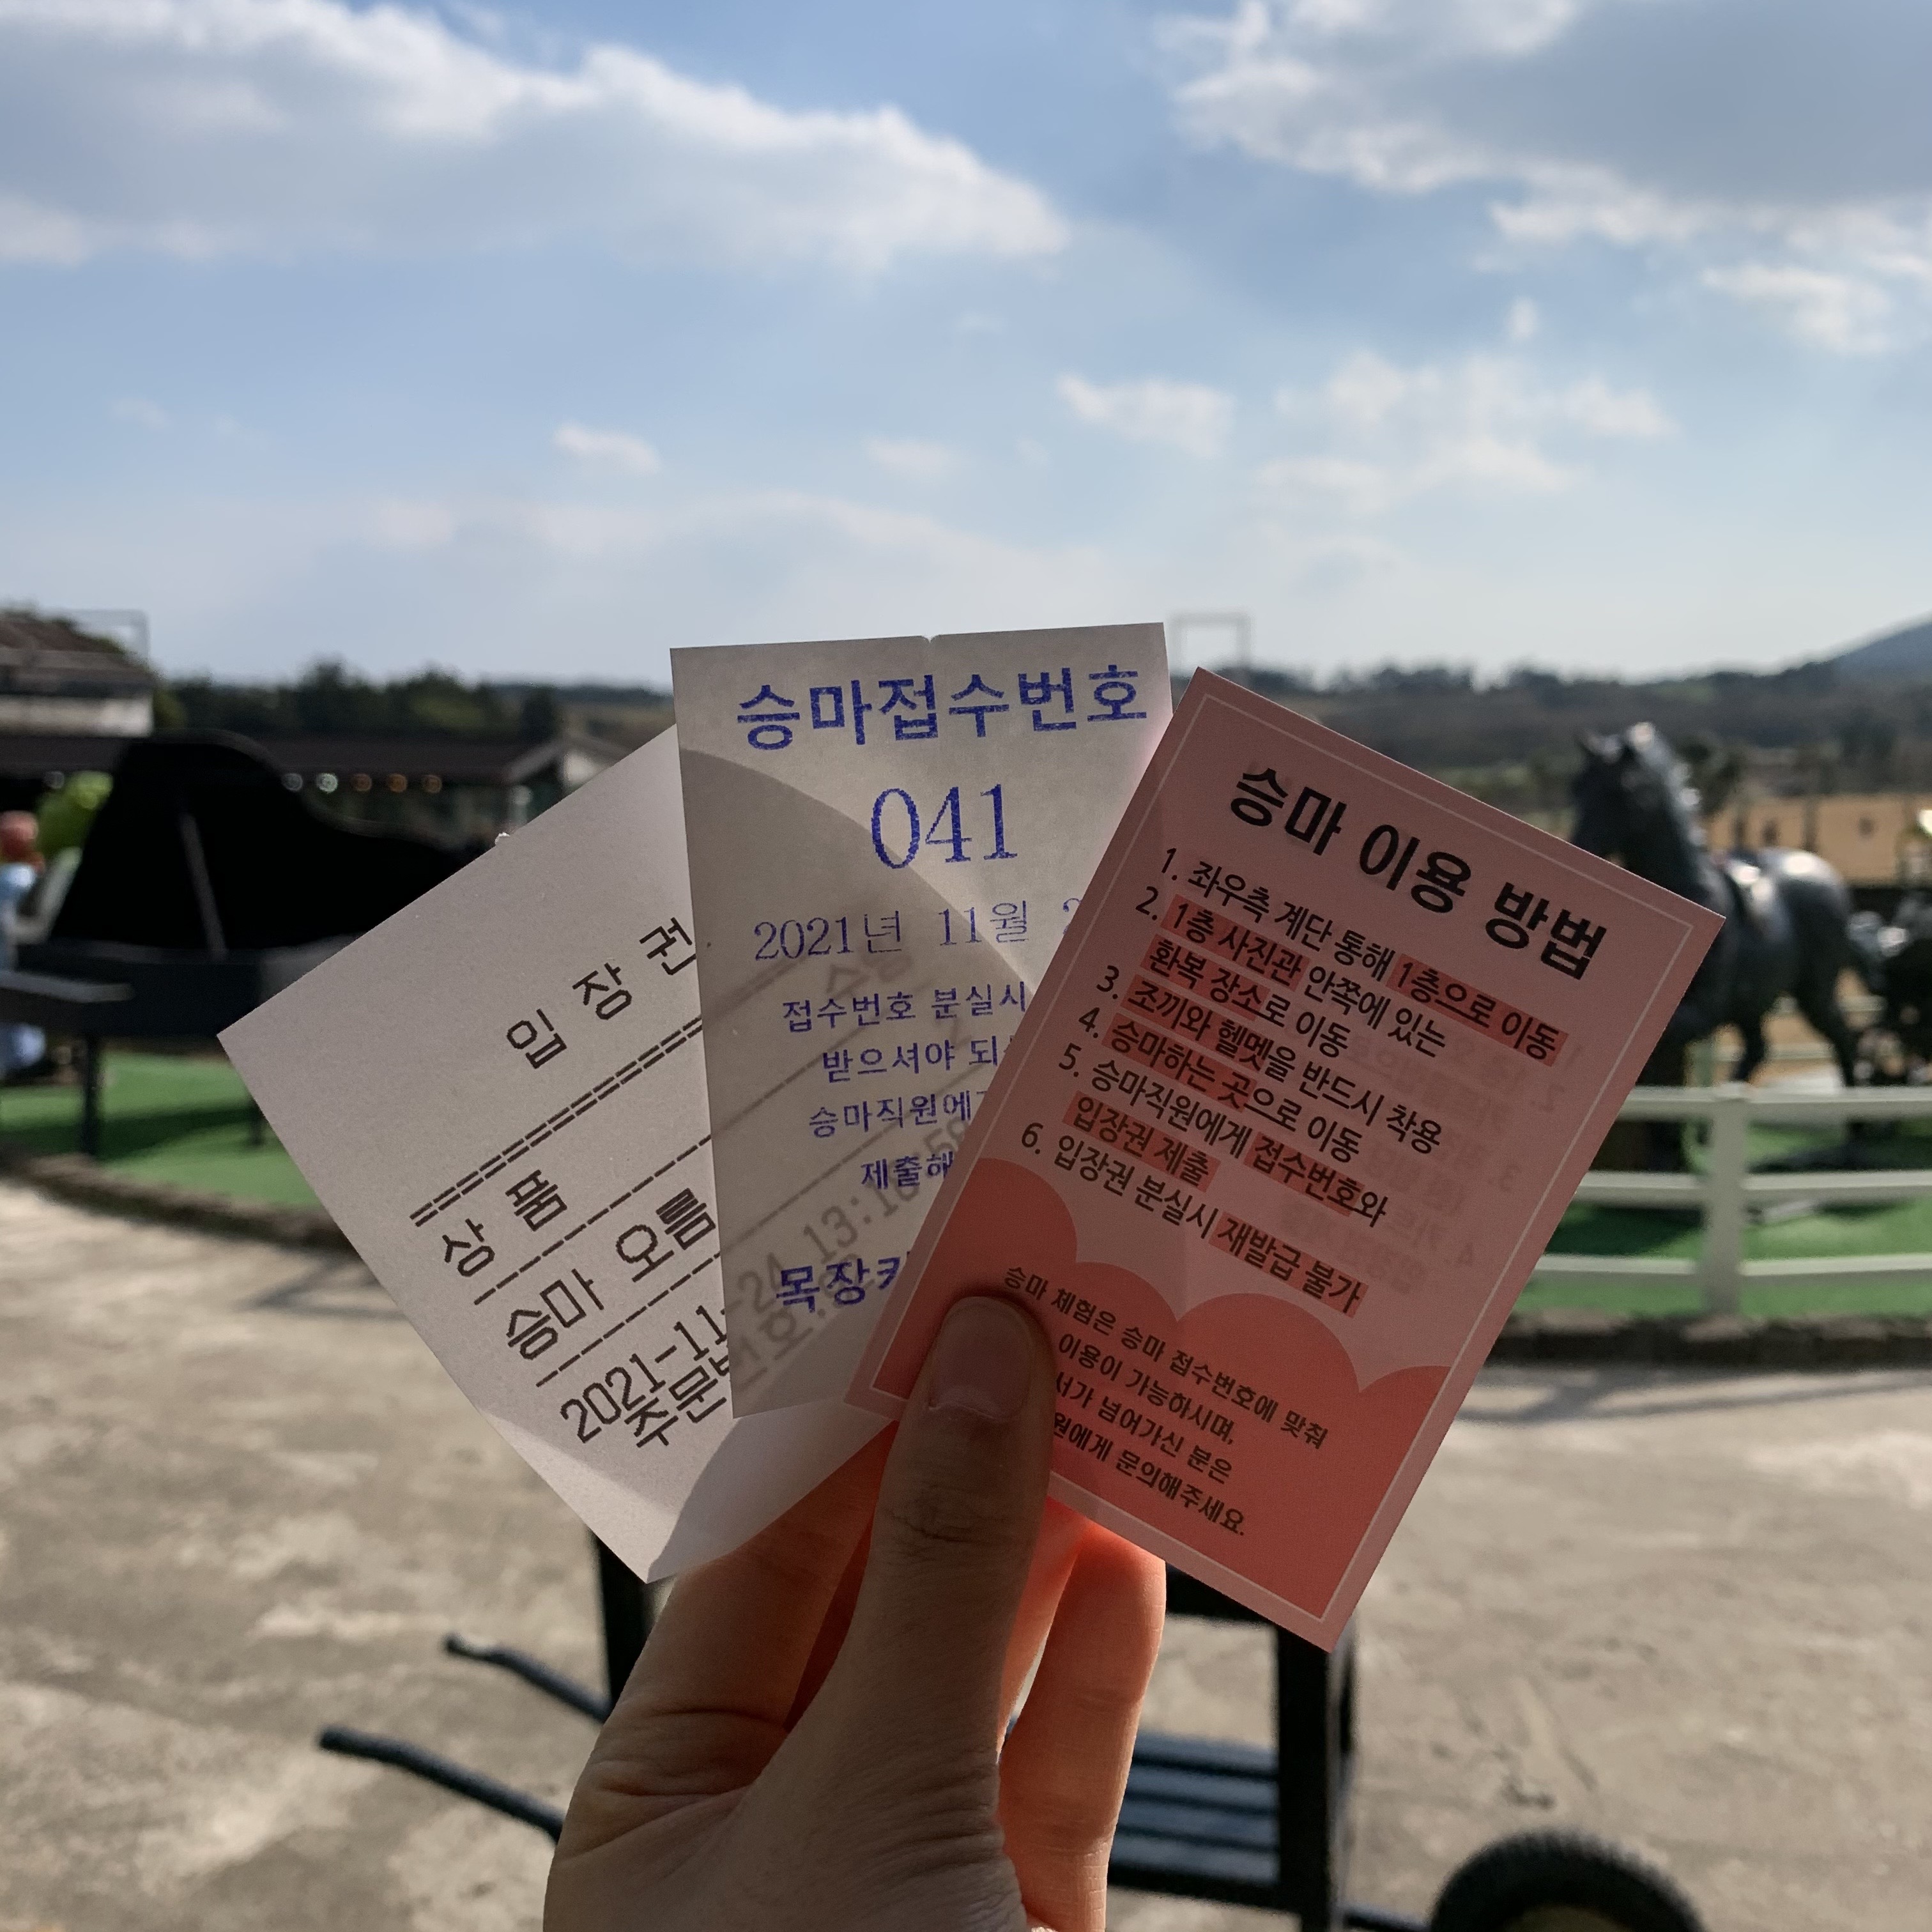 입장권
상품
승마 오름
2021-11-24 13:10:58
주문번호:
승마접수번호
041
2021년 11월
접수번호 분실시
받으셔야
승마직원에게
제출해
목장카
승마 이용 방법
1. 좌우측 계단 통해 1층으로 이동
2. 1층 사진관 안쪽에 있는
환복 장소로 이동
3. 조끼와 헬멧을 반드시 착용
4. 승마하는 곳으로 이동
5. 승마직원에게 접수번호와
입장권 제출
6. 입장권 분실시 재발급 불가
승마 체험은 승마 접수번호에 맞춰
이용이 가능하시며,
서가 넘어가신 분은
원에게 문의해주세요.